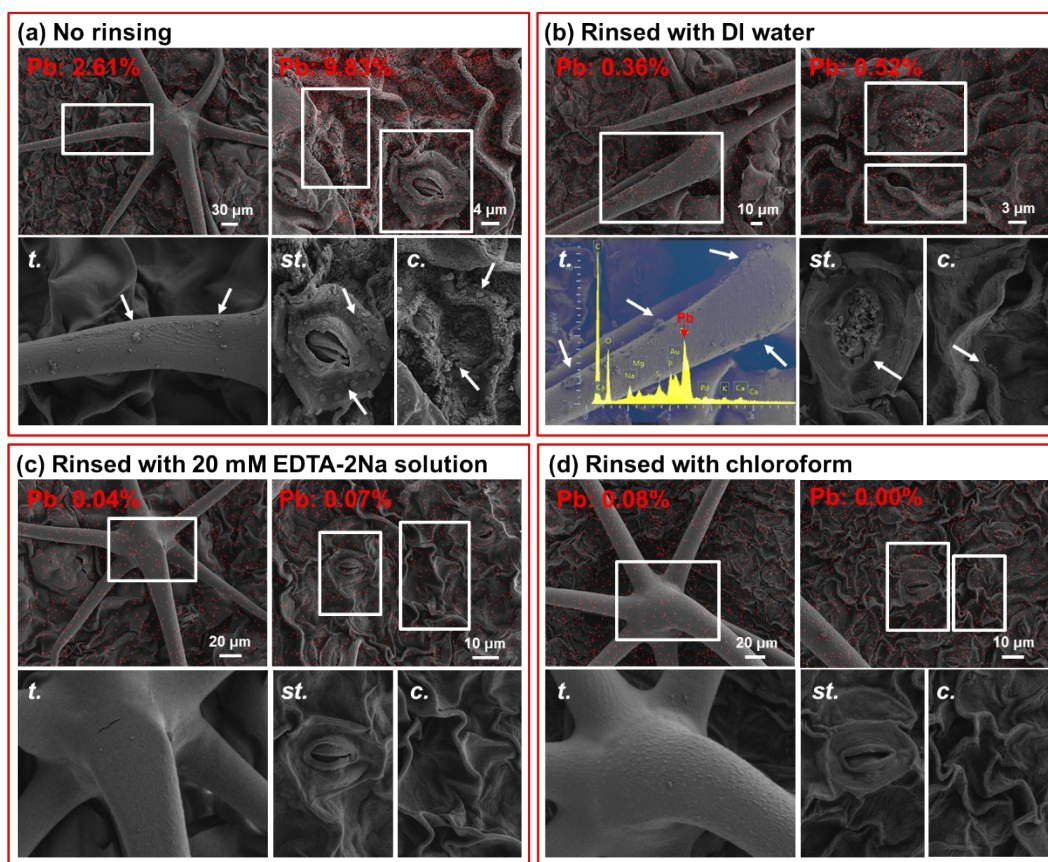 (a) No rinsing
Pb: 2.61%
30 µm
Pb: 9.83%
4 µm
t.
st.
c.
(b) Rinsed with DI water
Pb: 0.36%
10 µm
Pb: 0.52%
3 µm
t.
C
Pb
O
Au
Mg
P
Na
S
Ca
Pd
K
Ca
Ca
st.
c.
(c) Rinsed with 20 mM EDTA-2Na solution
Pb: 0.04%
20 µm
Pb: 0.07%
10 µm
t.
st.
c.
(d) Rinsed with chloroform
Pb: 0.08%
20 µm
Pb: 0.00%
10 µm
t.
st.
c.